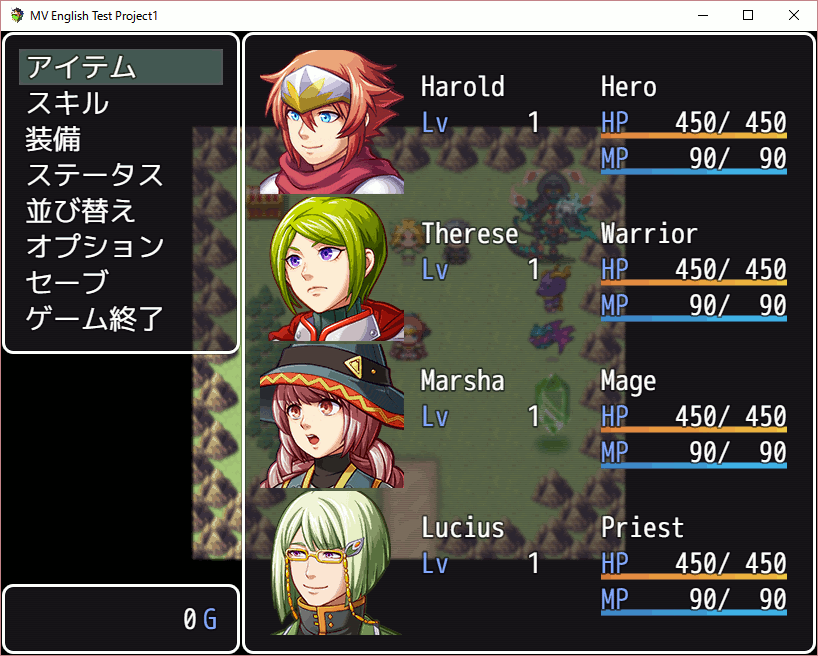 MV English Test Project1
アイテム
スキル
装備
ステータス
並び替え
オプション
セーブ
ゲーム終了
Harold Hero
Lv 1 HP 450/ 450
MP 90/ 90
Therese Warrior
Lv 1 HP 450/ 450
MP 90/ 90
Marsha Mage
Lv 1 HP 450/ 450
MP 90/ 90
Lucius Priest
Lv 1 HP 450/ 450
MP 90/ 90
0 G